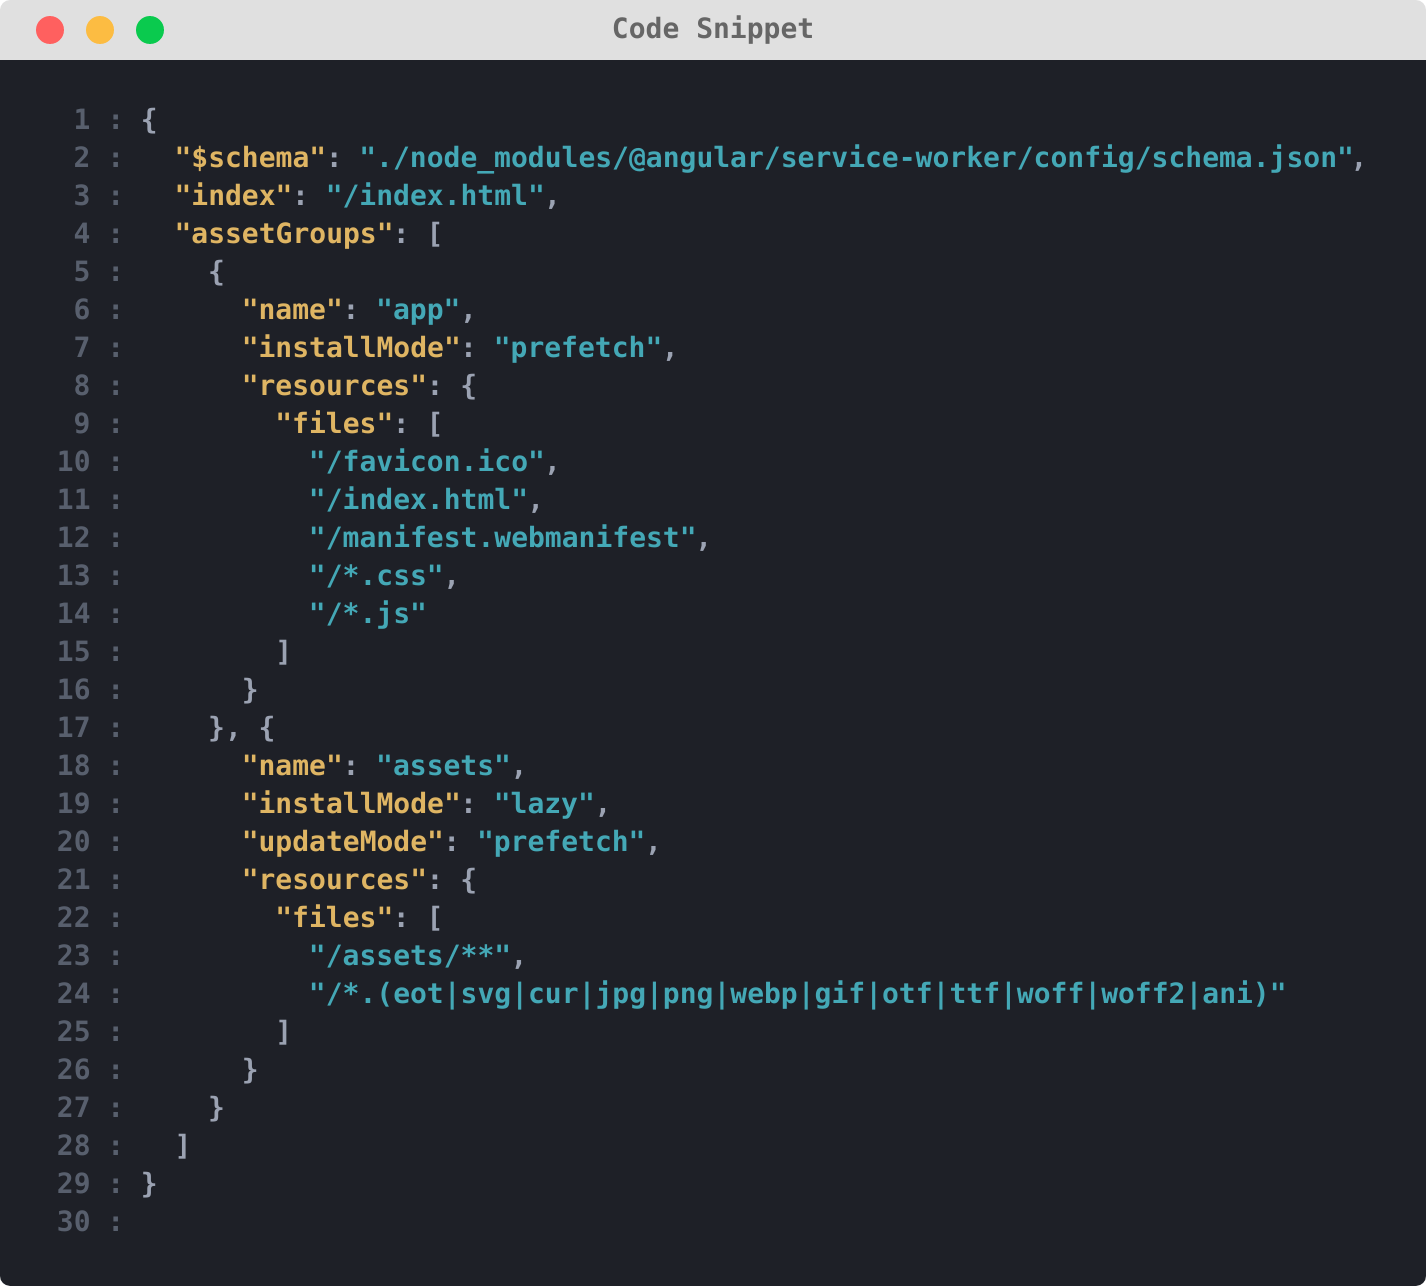 Code Snippet
1 : {
2 :   "$schema": "./node_modules/@angular/service-worker/config/schema.json",
3 :   "index": "/index.html",
4 :   "assetGroups": [
5 :     {
6 :       "name": "app",
7 :       "installMode": "prefetch",
8 :       "resources": {
9 :         "files": [
10 :           "/favicon.ico",
11 :           "/index.html",
12 :           "/manifest.webmanifest",
13 :           "/*.css",
14 :           "/*.js"
15 :         ]
16 :       }
17 :     }, {
18 :       "name": "assets",
19 :       "installMode": "lazy",
20 :       "updateMode": "prefetch",
21 :       "resources": {
22 :         "files": [
23 :           "/assets/**",
24 :           "/*.(eot|svg|cur|jpg|png|webp|gif|otf|ttf|woff|woff2|ani)"
25 :         ]
26 :       }
27 :     }
28 :   ]
29 : }
30 :